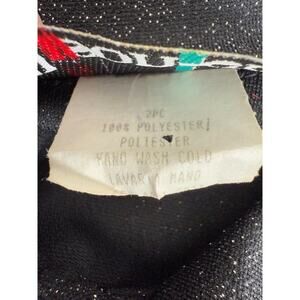 2PC
100% POLYESTER/
POLIESTER
HAND WASH COLD
LAVAR A MANO